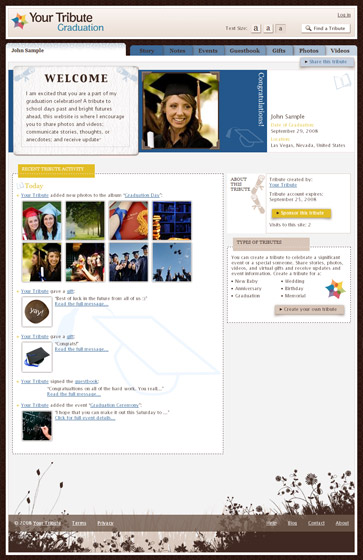 Your Tribute
Graduation
Log In
Text Size: a a a
Find a Tribute
John Sample
Story Notes Events Guestbook Gifts Photos Videos
Share this tribute
WELCOME
I am excited that you are a part of my
graduation celebration! A tribute to
school days past and bright futures
ahead, this website is where I encourage
you to share photos and videos;
communicate stories, thoughts, or
anecdotes; and receive update
Congratulations!
John Sample
Date of Graduation
September 25, 2008
Location
Las Vegas, Nevada, United States
RECENT TRIBUTE ACTIVITY
Today
Your Tribute added new photos to the album "Graduation Day":
Your Tribute gave a gift:
yay!
"Best of luck in the future from all of us :)"
Read the full message...
Your Tribute gave a gift:
"Congrats!"
Read the full message...
Your Tribute signed the guestbook:
"Congratulations on all of the hard work, You reall..."
Read the full message...
Your Tribute added the event "Graduation Ceremony":
"I hope that you can make it out this Saturday to ..."
Click for full event details...
ABOUT
THIS
TRIBUTE
Tribute created by:
Your Tribute
Tribute account expires:
September 25, 2008
Sponsor this tribute
Visits to this site: 2
TYPES OF TRIBUTES
You can create a tribute to celebrate a significant
event or a special someone. Share stories, photos,
videos, and virtual gifts and receive updates and
event information. Create a tribute for a:
• New Baby • Wedding
• Anniversary • Birthday
• Graduation • Memorial
Create your own tribute
© 2008 Your Tribute Terms Privacy
Home Blog Contact About Us